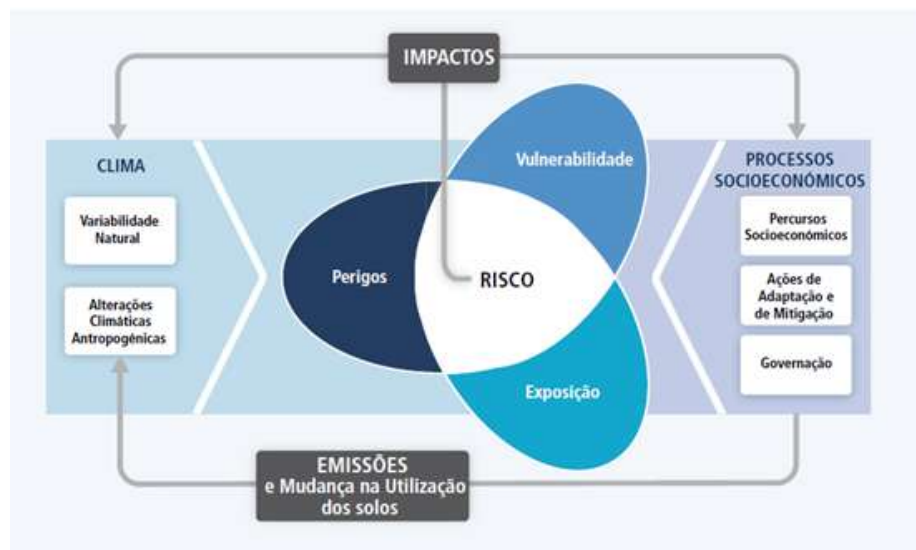 IMPACTOS
CLIMA
Variabilidade
Natural
Alterações
Climáticas
Antropogénicas
Perigos
Vulnerabilidade
RISCO
Exposição
PROCESSOS
SOCIOECONÓMICOS
Percursos
Socioeconómicos
Ações de
Adaptação e
de Mitigação
Governação
EMISSÕES
e Mudança na Utilização
dos solos